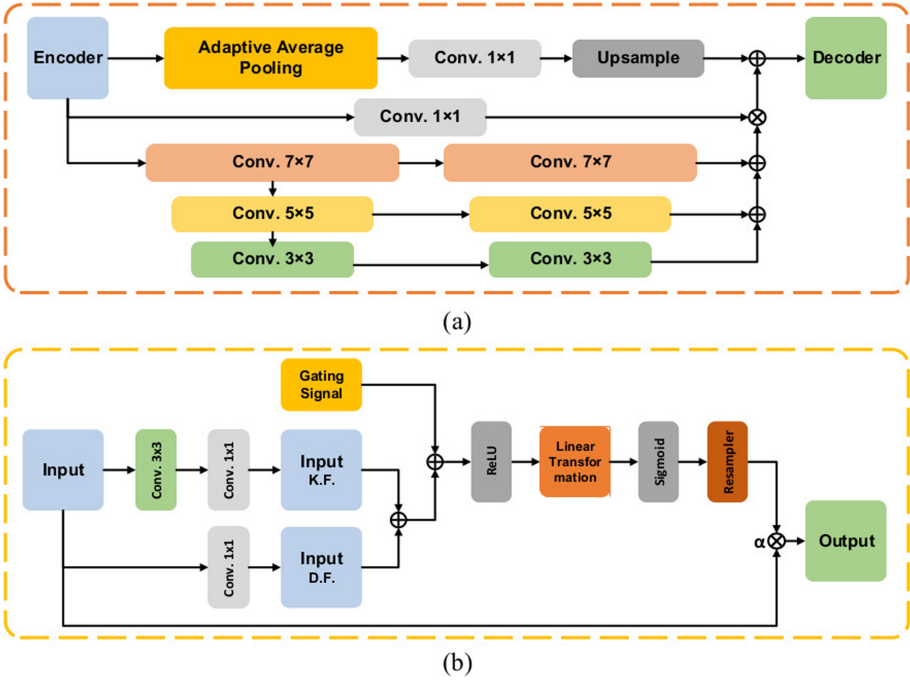 Encoder
Adaptive Average
Pooling
Conv. 1×1
Upsample
Decoder
Conv. 1×1
Conv. 7×7
Conv. 7×7
Conv. 5×5
Conv. 5×5
Conv. 3×3
Conv. 3×3
(a)
Gating
Signal
Input
Conv. 3x3
Conv. 1x1
Input
K.F.
ReLU
Linear
Transfor
mation
Sigmoid
Resampler
Conv. 1x1
Input
D.F.
α
Output
(b)